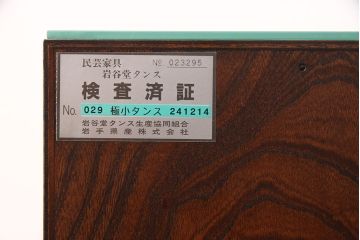 民芸家具 № 023295
岩谷堂タンス
検査済証
No. 029 極小タンス 241214
岩谷堂タンス生産協同組合
岩手県産株式会社